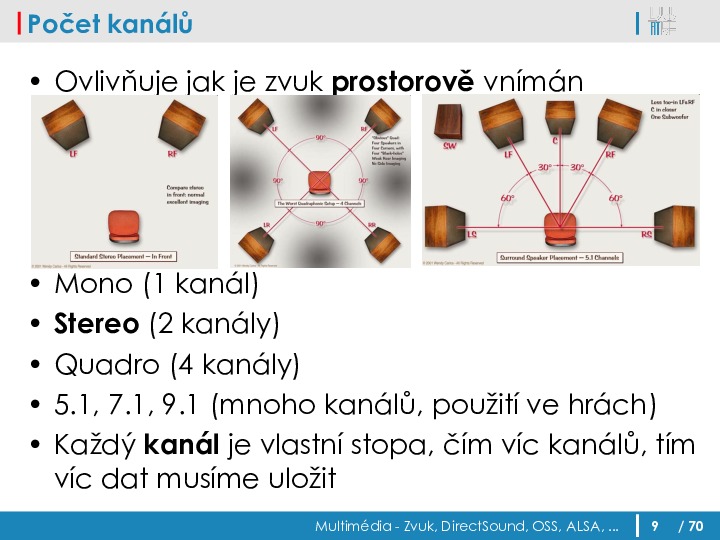 Počet kanálů
• Ovlivňuje jak je zvuk prostorově vnímán
LF
RF
Compare stereo
in front: normal
excellent imaging
Standard Stereo Placement — In Front
LF
RF
90°
"Obvious" Quad:
Four Speakers in
Four Corners, with
Four "Black-holes"
Weak Rear Imaging
No Side Imaging
90°
90°
The Worst Quadraphonic Setup — 4 Channels
LR
90°
RR
Less toe-in LF&RF
C in closer
One Subwoofer
SW
LF
C
RF
30°
30°
60°
60°
LS
RS
Surround Speaker Placement — 5.1 Channels
• Mono (1 kanál)
• Stereo (2 kanály)
• Quadro (4 kanály)
• 5.1, 7.1, 9.1 (mnoho kanálů, použití ve hrách)
• Každý kanál je vlastní stopa, čím víc kanálů, tím
víc dat musíme uložit
Multimédia - Zvuk, DirectSound, OSS, ALSA, ...
9 / 70